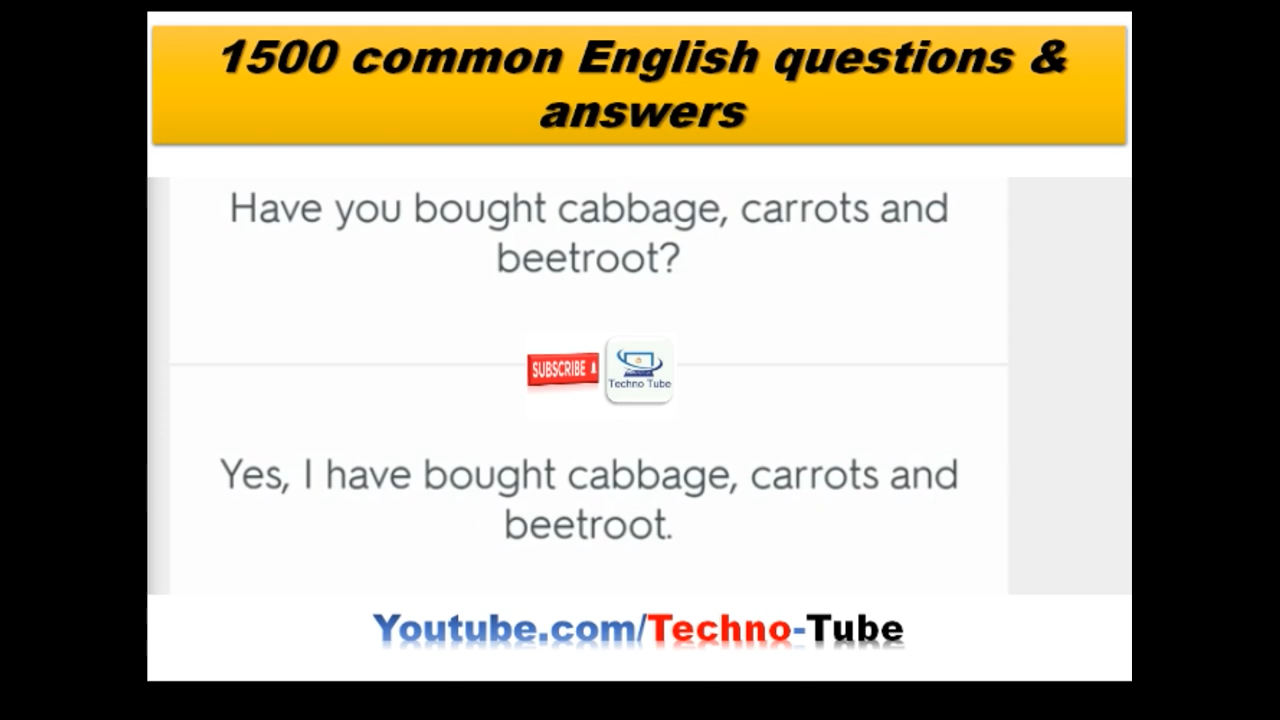 1500 common English questions &
answers
Have you bought cabbage, carrots and
beetroot?
SUBSCRIBE
Techno Tube
Yes, I have bought cabbage, carrots and
beetroot.
Youtube.com/Techno-Tube